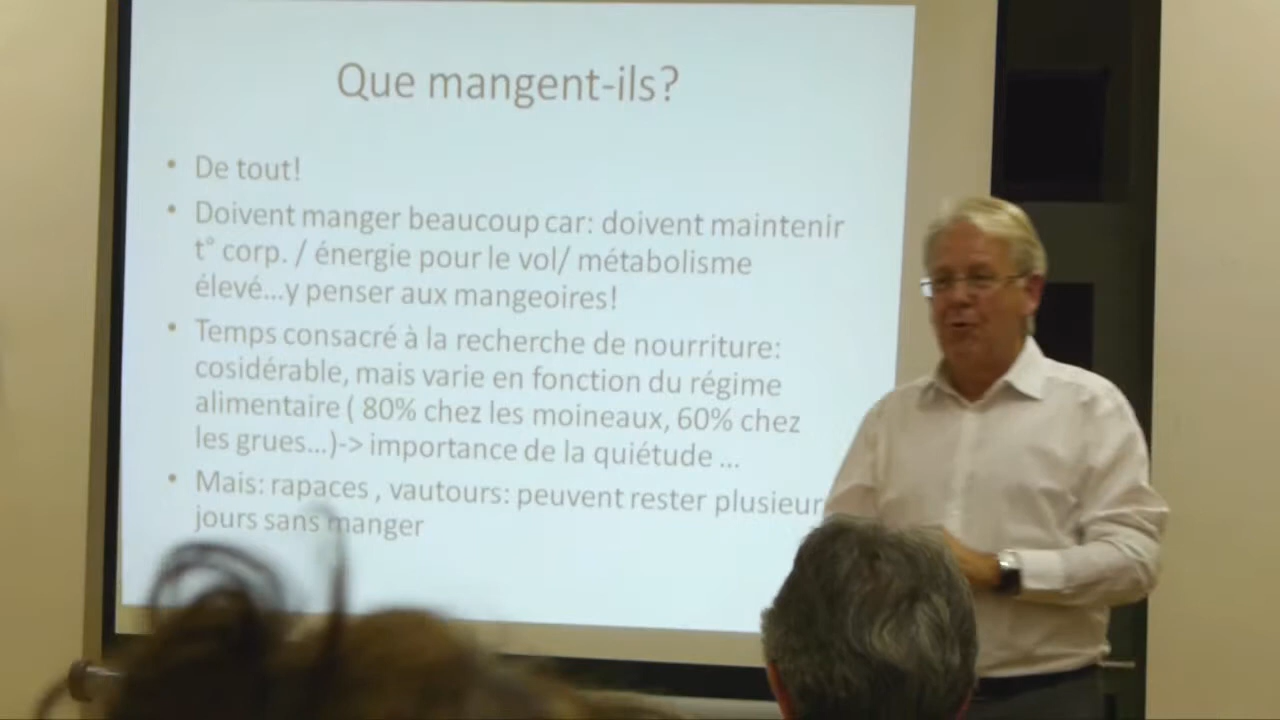 Que mangent-ils?
• De tout!
• Doivent manger beaucoup car: doivent maintenir
t° corp. / énergie pour le vol/ métabolisme
élevé...y penser aux mangeoires!
• Temps consacré à la recherche de nourriture:
cosidérable, mais varie en fonction du régime
alimentaire ( 80% chez les moineaux, 60% chez
les grues...)-> importance de la quiétude ...
• Mais: rapaces , vautours: peuvent rester plusieur
jours sans manger